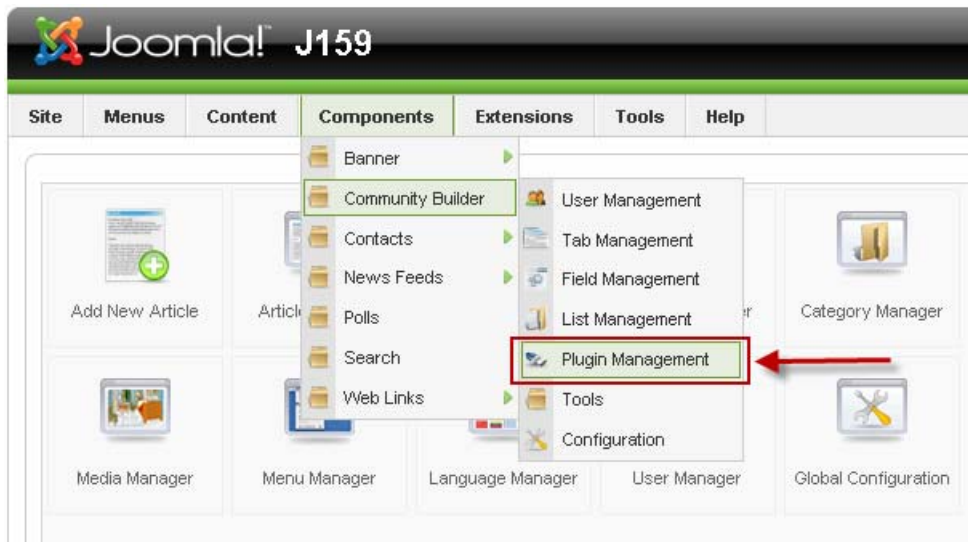 Joomla! J159
Site Menus Content Components Extensions Tools Help
Banner
Community Builder
Contacts
News Feeds
Polls
Search
Web Links
User Management
Tab Management
Field Management
List Management
Plugin Management
Tools
Configuration
Add New Article
Category Manager
Media Manager
Menu Manager
Language Manager
User Manager
Global Configuration